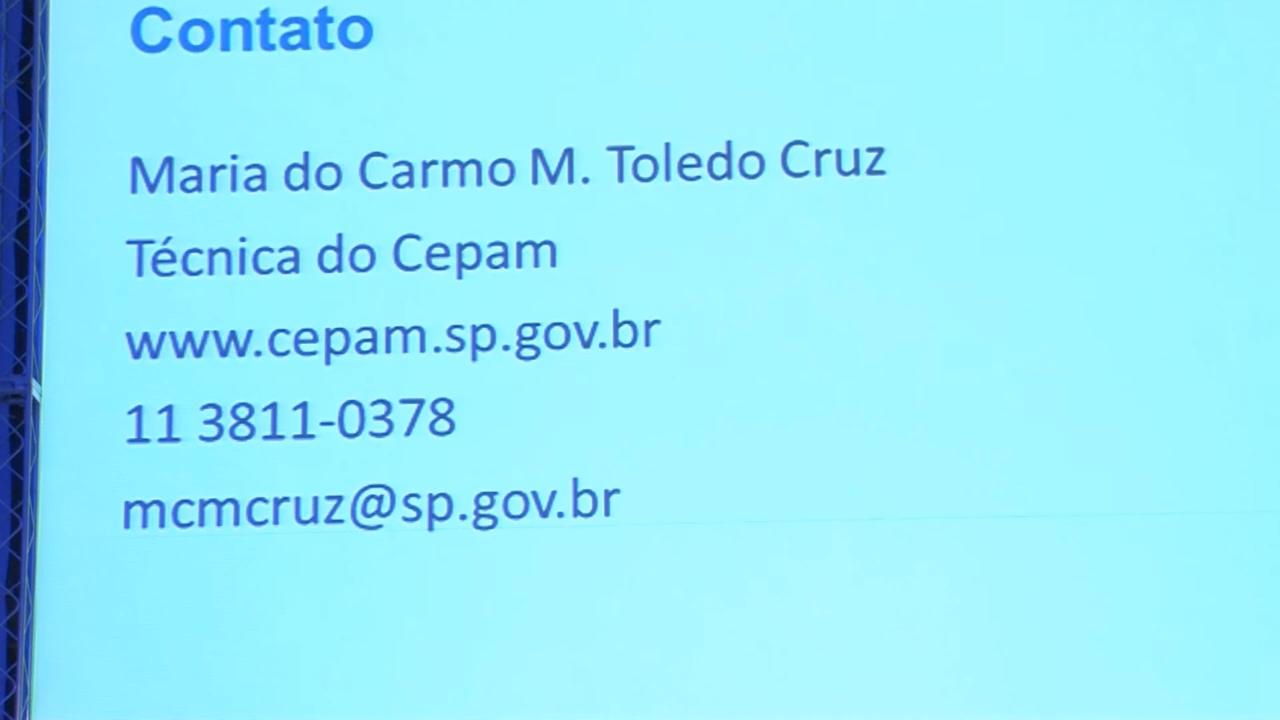 Contato
Maria do Carmo M. Toledo Cruz
Técnica do Cepam
www.cepam.sp.gov.br
11 3811-0378
mcmcruz@sp.gov.br